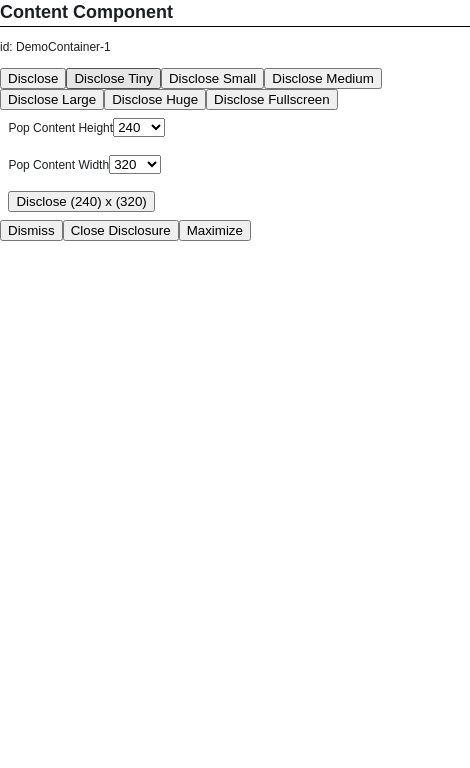 Content Component
id: DemoContainer-1
Disclose Disclose Tiny Disclose Small Disclose Medium
Disclose Large Disclose Huge Disclose Fullscreen
Pop Content Height 240
Pop Content Width 320
Disclose (240) x (320)
Dismiss Close Disclosure Maximize